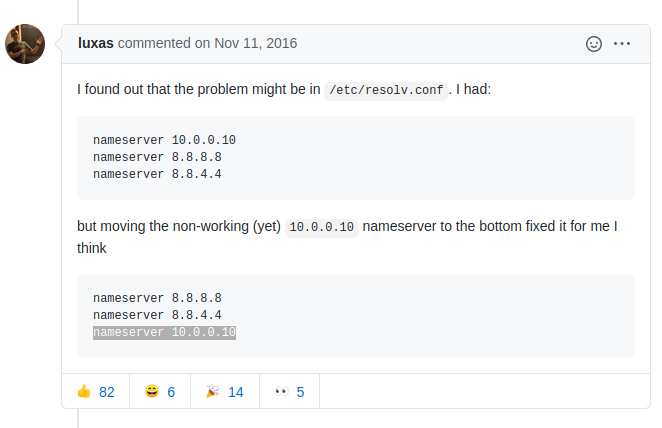 luxas commented on Nov 11, 2016
I found out that the problem might be in /etc/resolv.conf . I had:
nameserver 10.0.0.10
nameserver 8.8.8.8
nameserver 8.8.4.4
but moving the non-working (yet) 10.0.0.10 nameserver to the bottom fixed it for me I
think
nameserver 8.8.8.8
nameserver 8.8.4.4
nameserver 10.0.0.10
👍 82 😄 6 🎉 14 👀 5